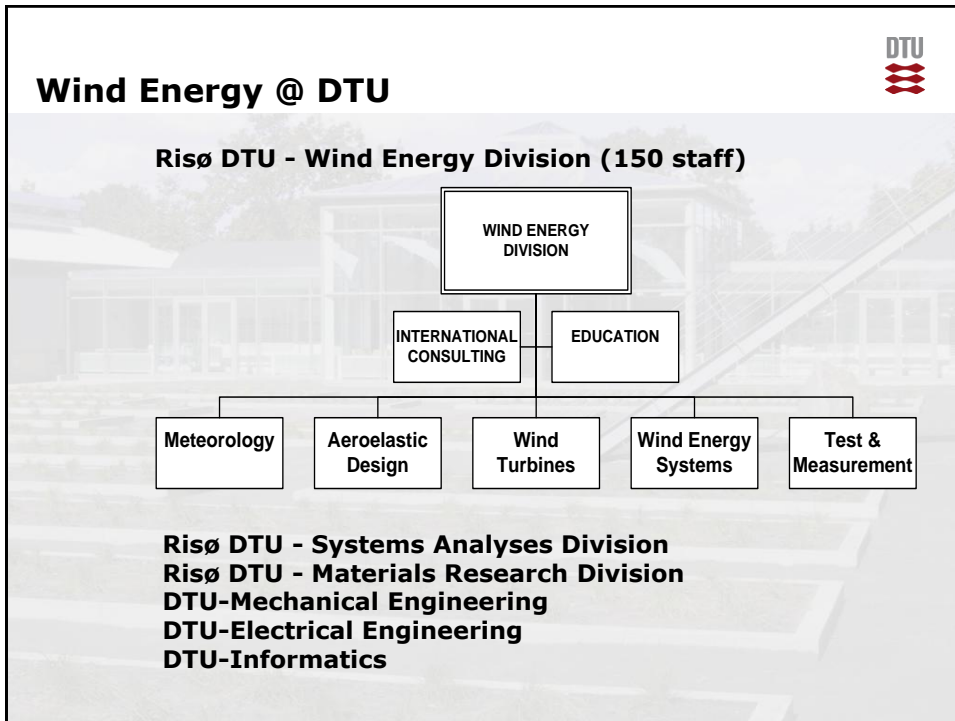 DTU
Wind Energy @ DTU
Risø DTU - Wind Energy Division (150 staff)
WIND ENERGY
DIVISION
INTERNATIONAL
CONSULTING
EDUCATION
Meteorology
Aeroelastic
Design
Wind
Turbines
Wind Energy
Systems
Test &
Measurement
Risø DTU - Systems Analyses Division
Risø DTU - Materials Research Division
DTU-Mechanical Engineering
DTU-Electrical Engineering
DTU-Informatics